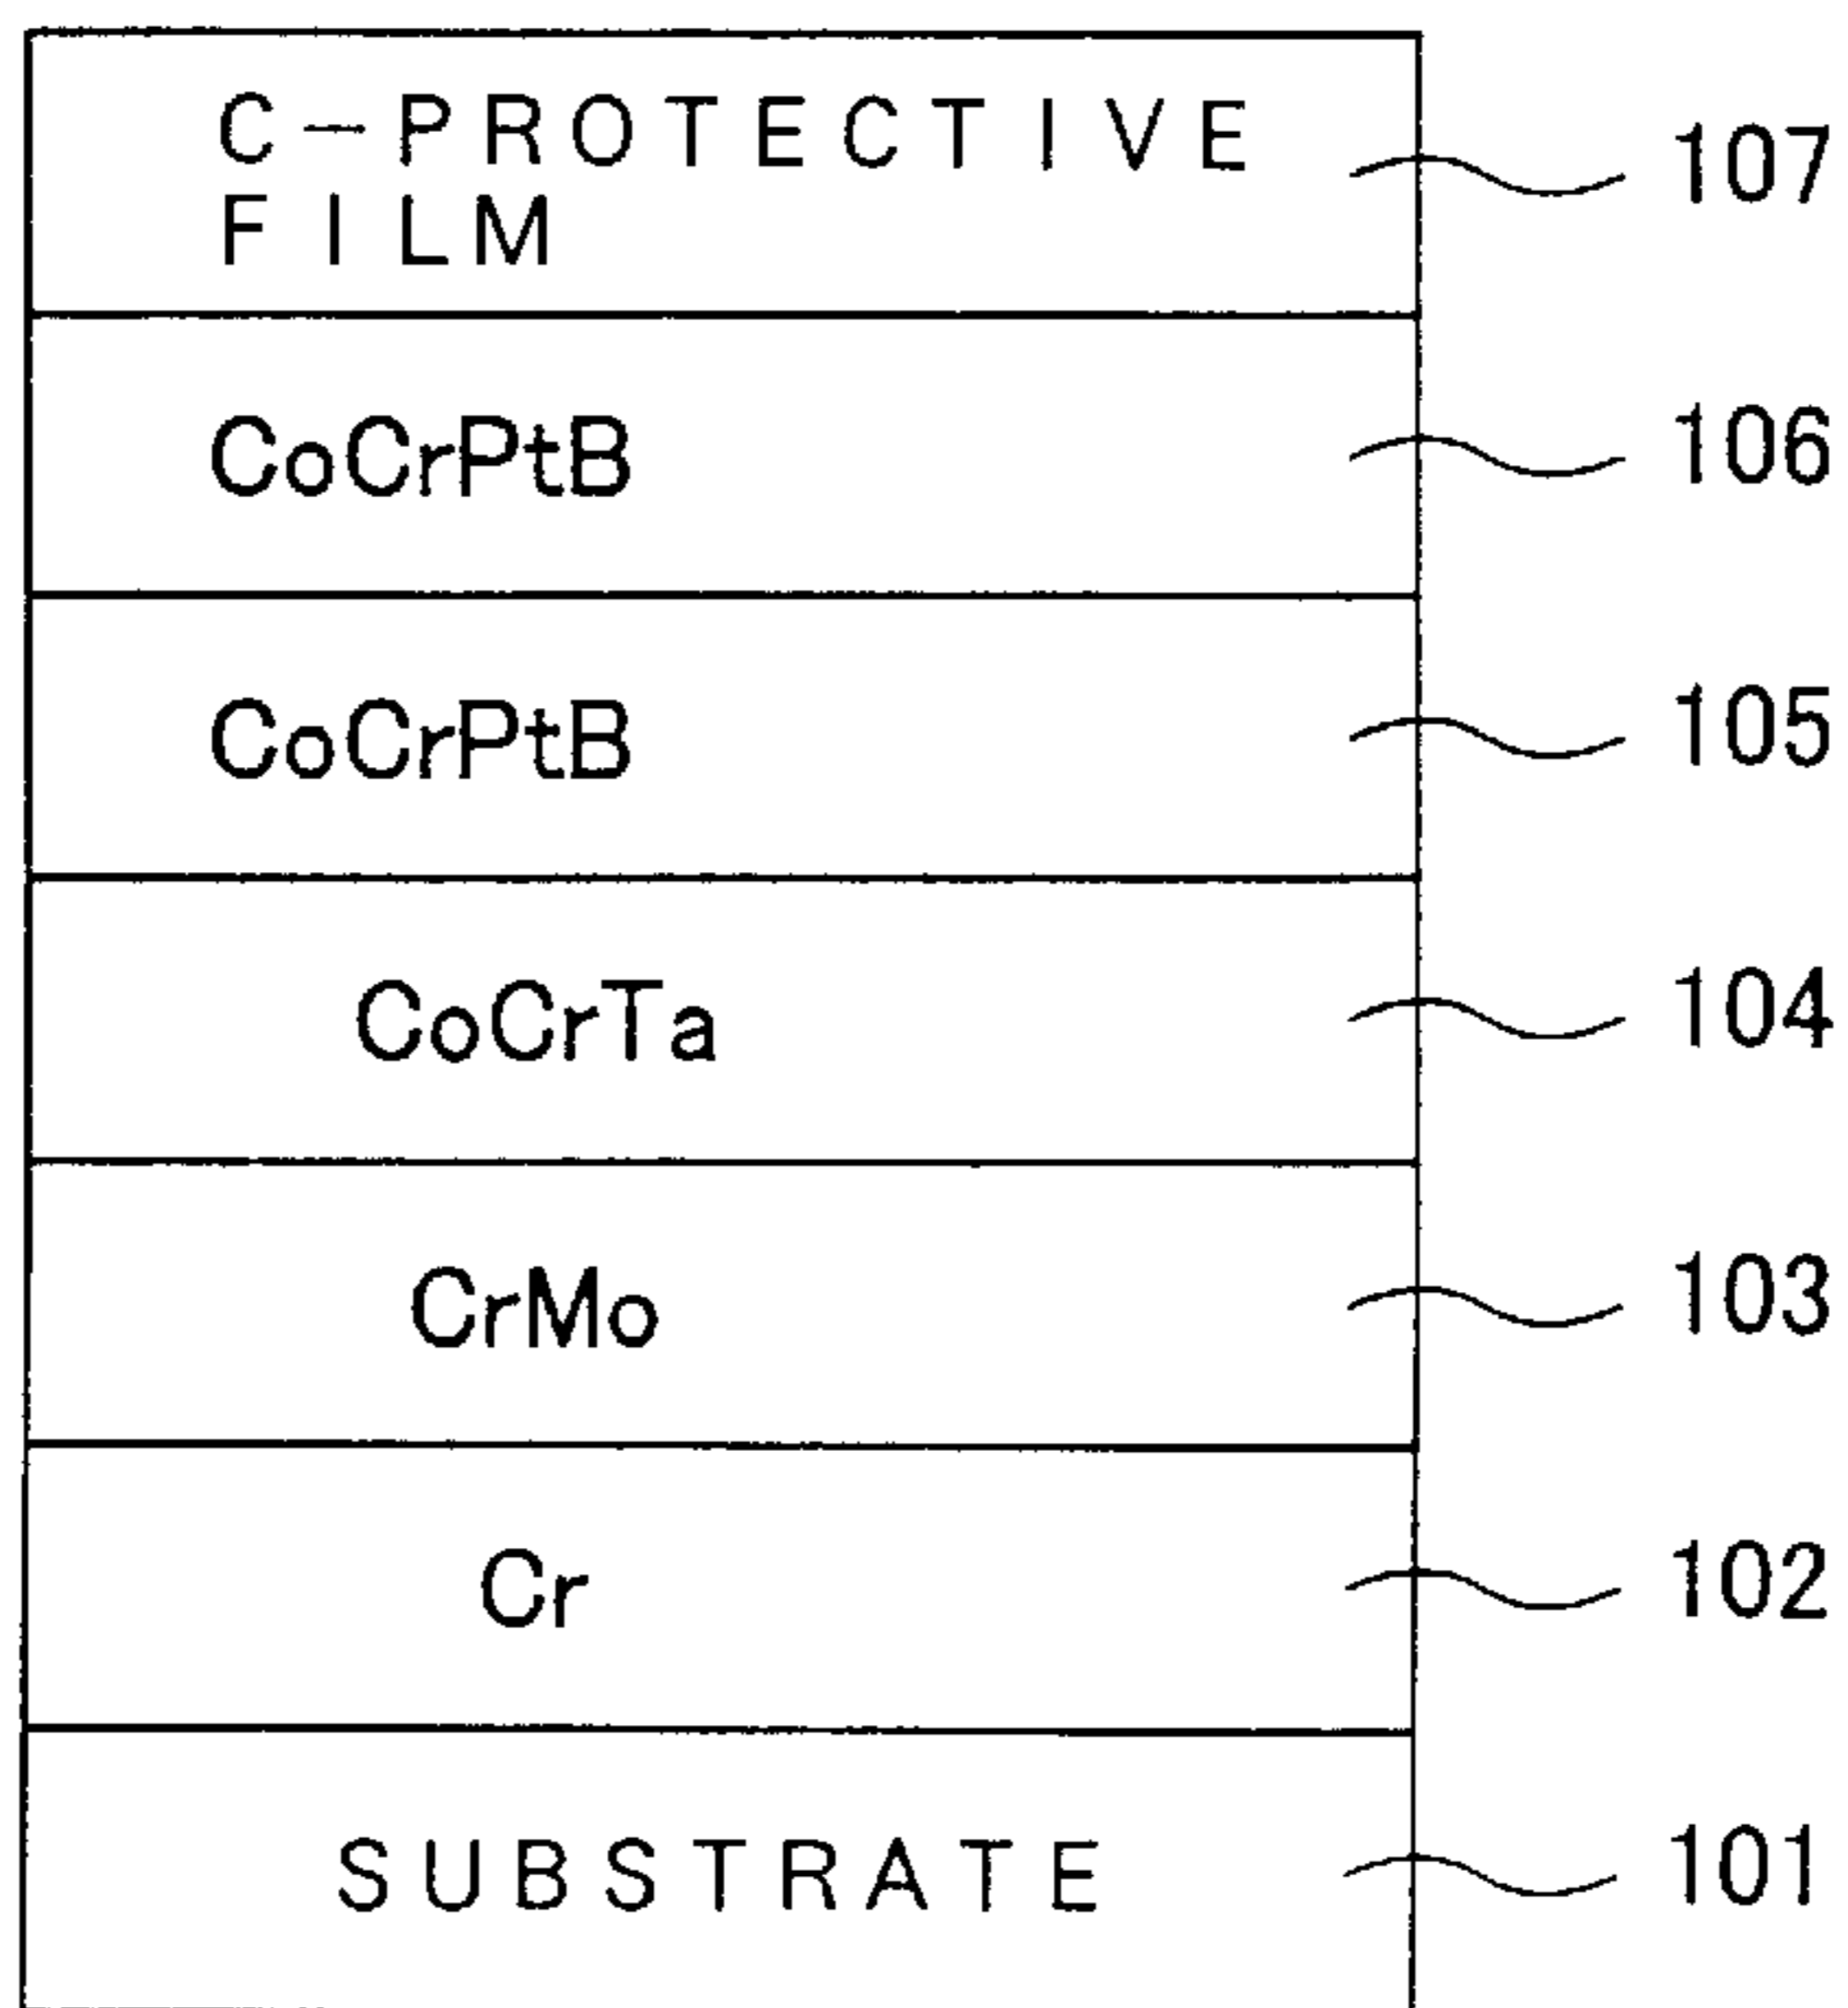 C-PROTECTIVE 107
FILM
CoCrPtB 106
CoCrPtB 105
CoCrTa 104
CrMo 103
Cr 102
SUBSTRATE 101